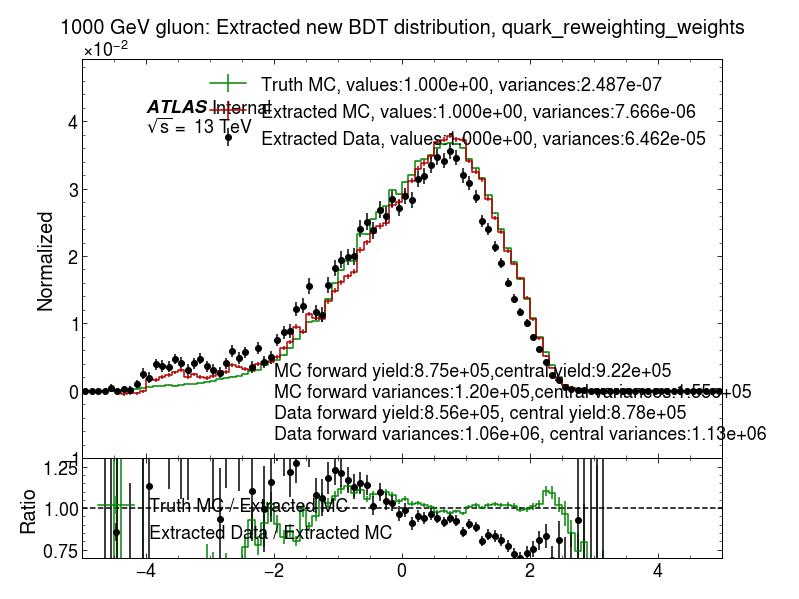 1000 GeV gluon: Extracted new BDT distribution, quark_reweighting_weights
×10⁻²
Truth MC, values:1.000e+00, variances:2.487e-07
ATLAS Internal
Extracted MC, values:1.000e+00, variances:7.666e-06
√s = 13 TeV
Extracted Data, values:1.000e+00, variances:6.462e-05
4
3
2
1
0
Normalized
MC forward yield:8.75e+05,central yield:9.22e+05
MC forward variances:1.20e+05,central variances:1.55e+05
Data forward yield:8.56e+05, central yield:8.78e+05
Data forward variances:1.06e+06, central variances:1.13e+06
1
1.25
1.00
0.75
Ratio
Truth MC / Extracted MC
Extracted Data / Extracted MC
−4 −2 0 2 4